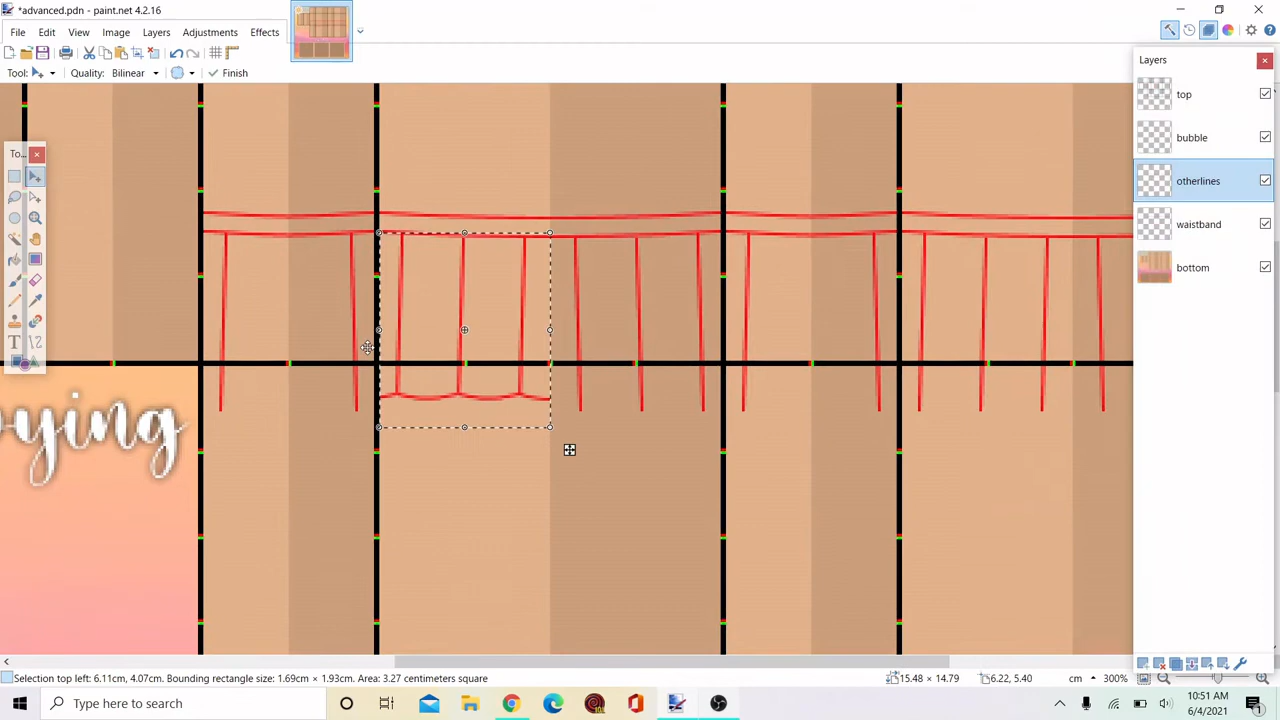 *advanced.pdn - paint.net 4.2.16
File Edit View Image Layers Adjustments Effects
Tool: Quality: Bilinear Finish
To...
Layers
top
bubble
otherlines
waistband
bottom
ying
Selection top left: 6.11cm, 4.07cm. Bounding rectangle size: 1.69cm × 1.93cm. Area: 3.27 centimeters square
15.48 × 14.79
6.22, 5.40
cm
300%
Type here to search
10:51 AM
6/4/2021
1